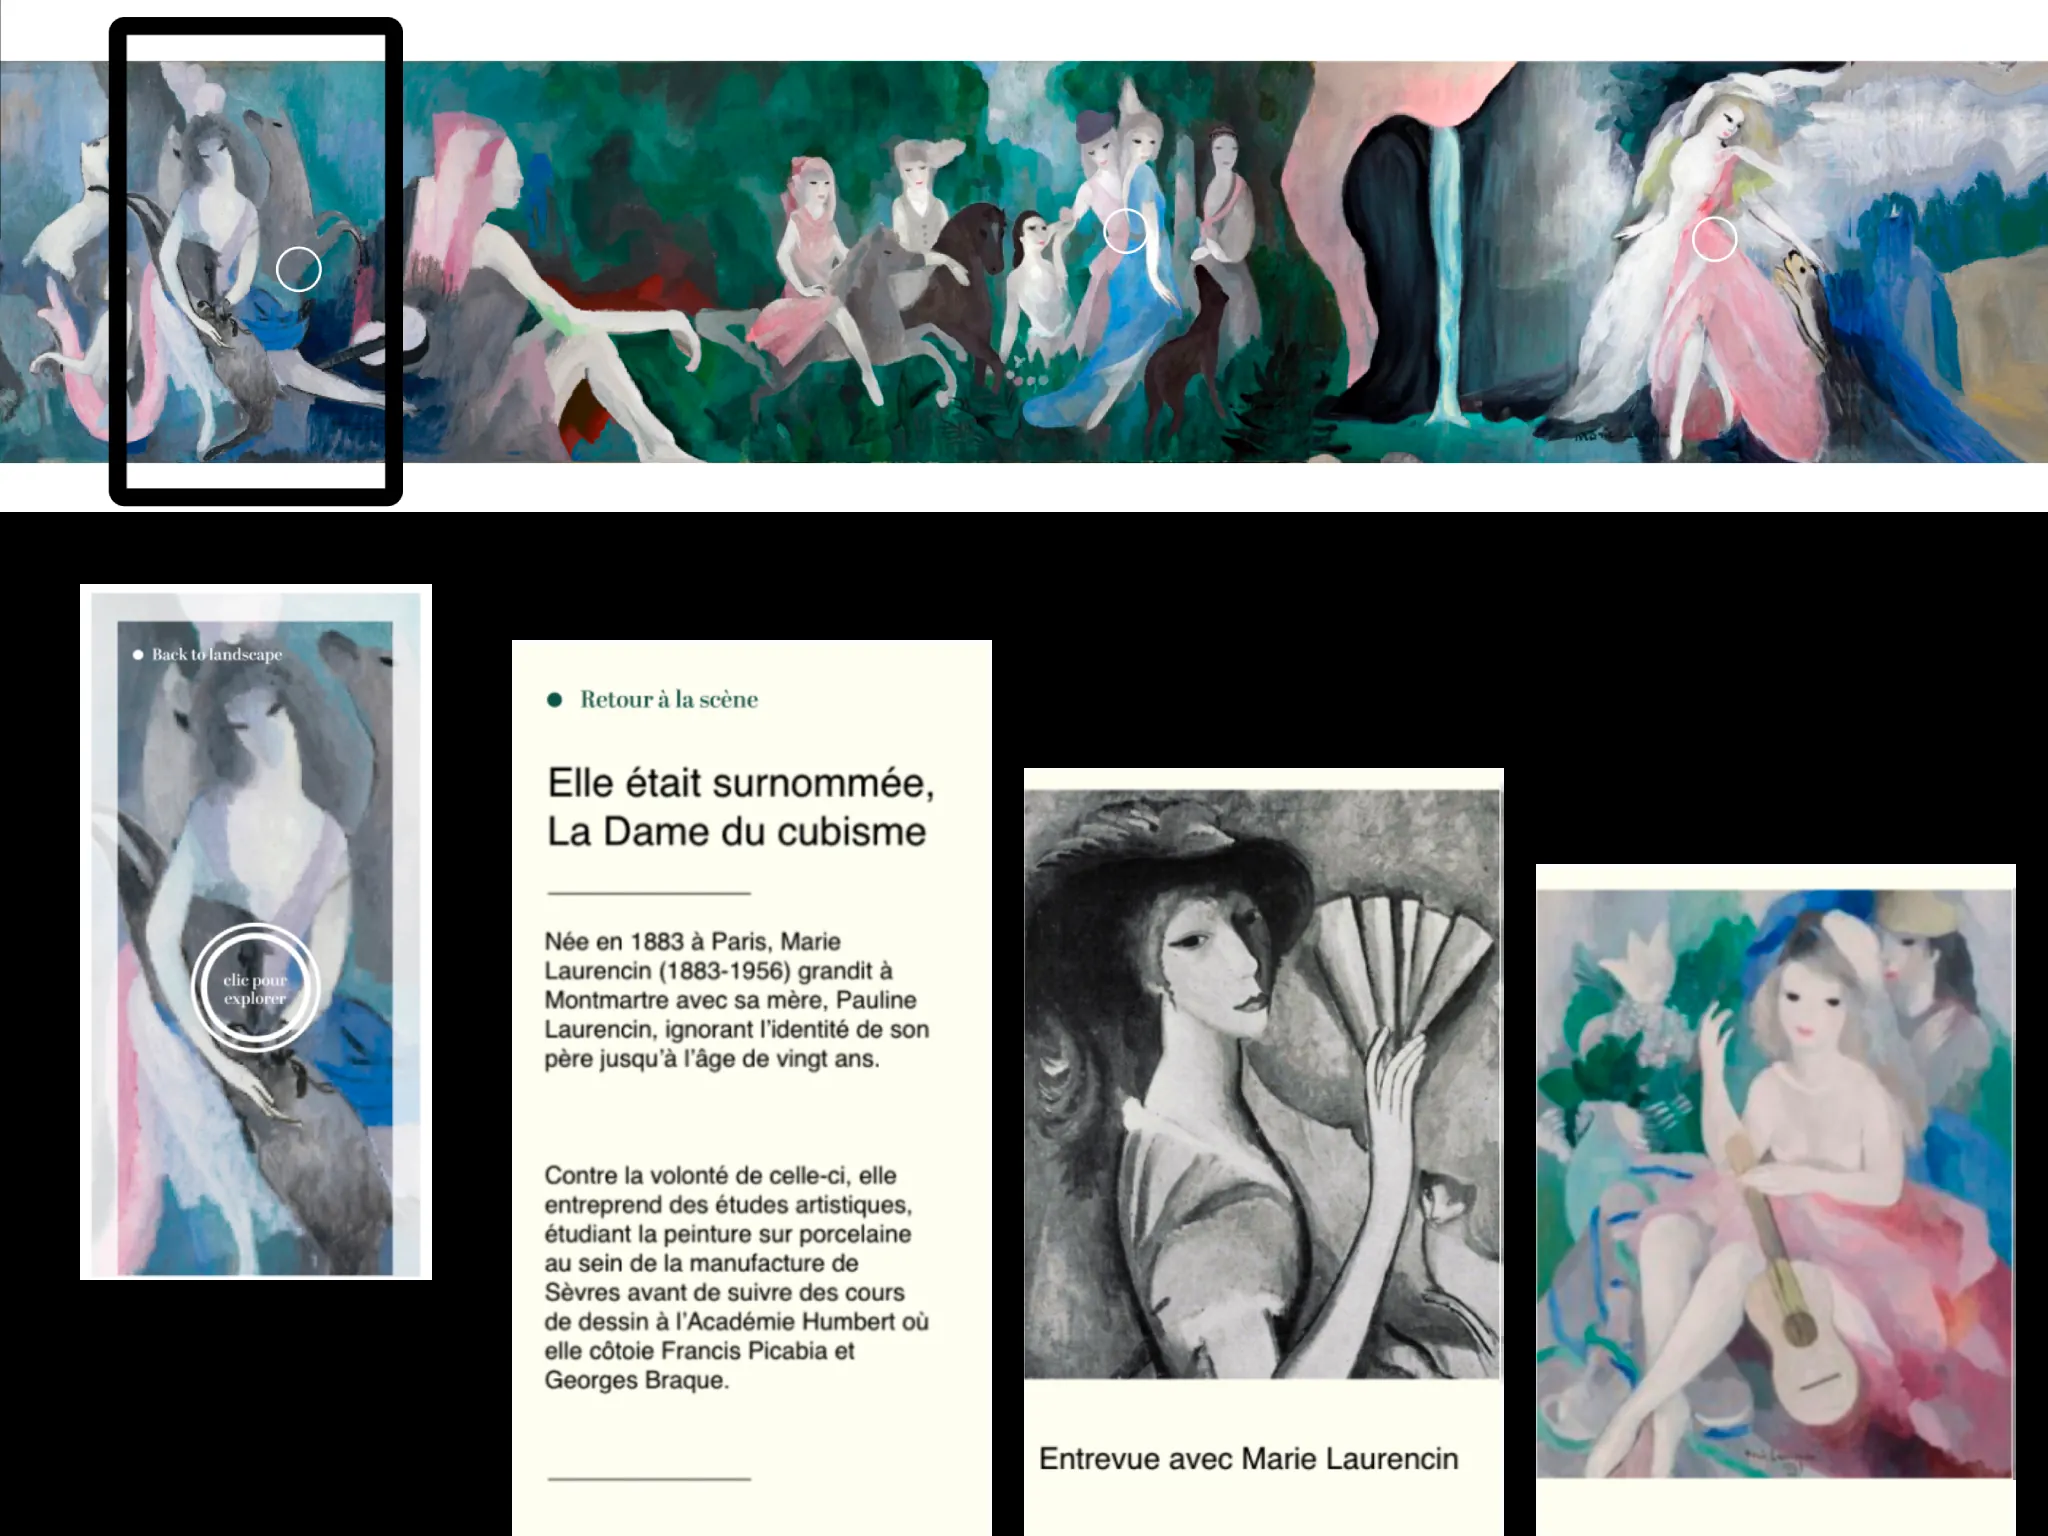 Back to landscape
clic pour
explorer
Retour à la scène
Elle était surnommée,
La Dame du cubisme
Née en 1883 à Paris, Marie
Laurencin (1883-1956) grandit à
Montmartre avec sa mère, Pauline
Laurencin, ignorant l'identité de son
père jusqu'à l'âge de vingt ans.
Contre la volonté de celle-ci, elle
entreprend des études artistiques,
étudiant la peinture sur porcelaine
au sein de la manufacture de
Sèvres avant de suivre des cours
de dessin à l'Académie Humbert où
elle côtoie Francis Picabia et
Georges Braque.
Entrevue avec Marie Laurencin